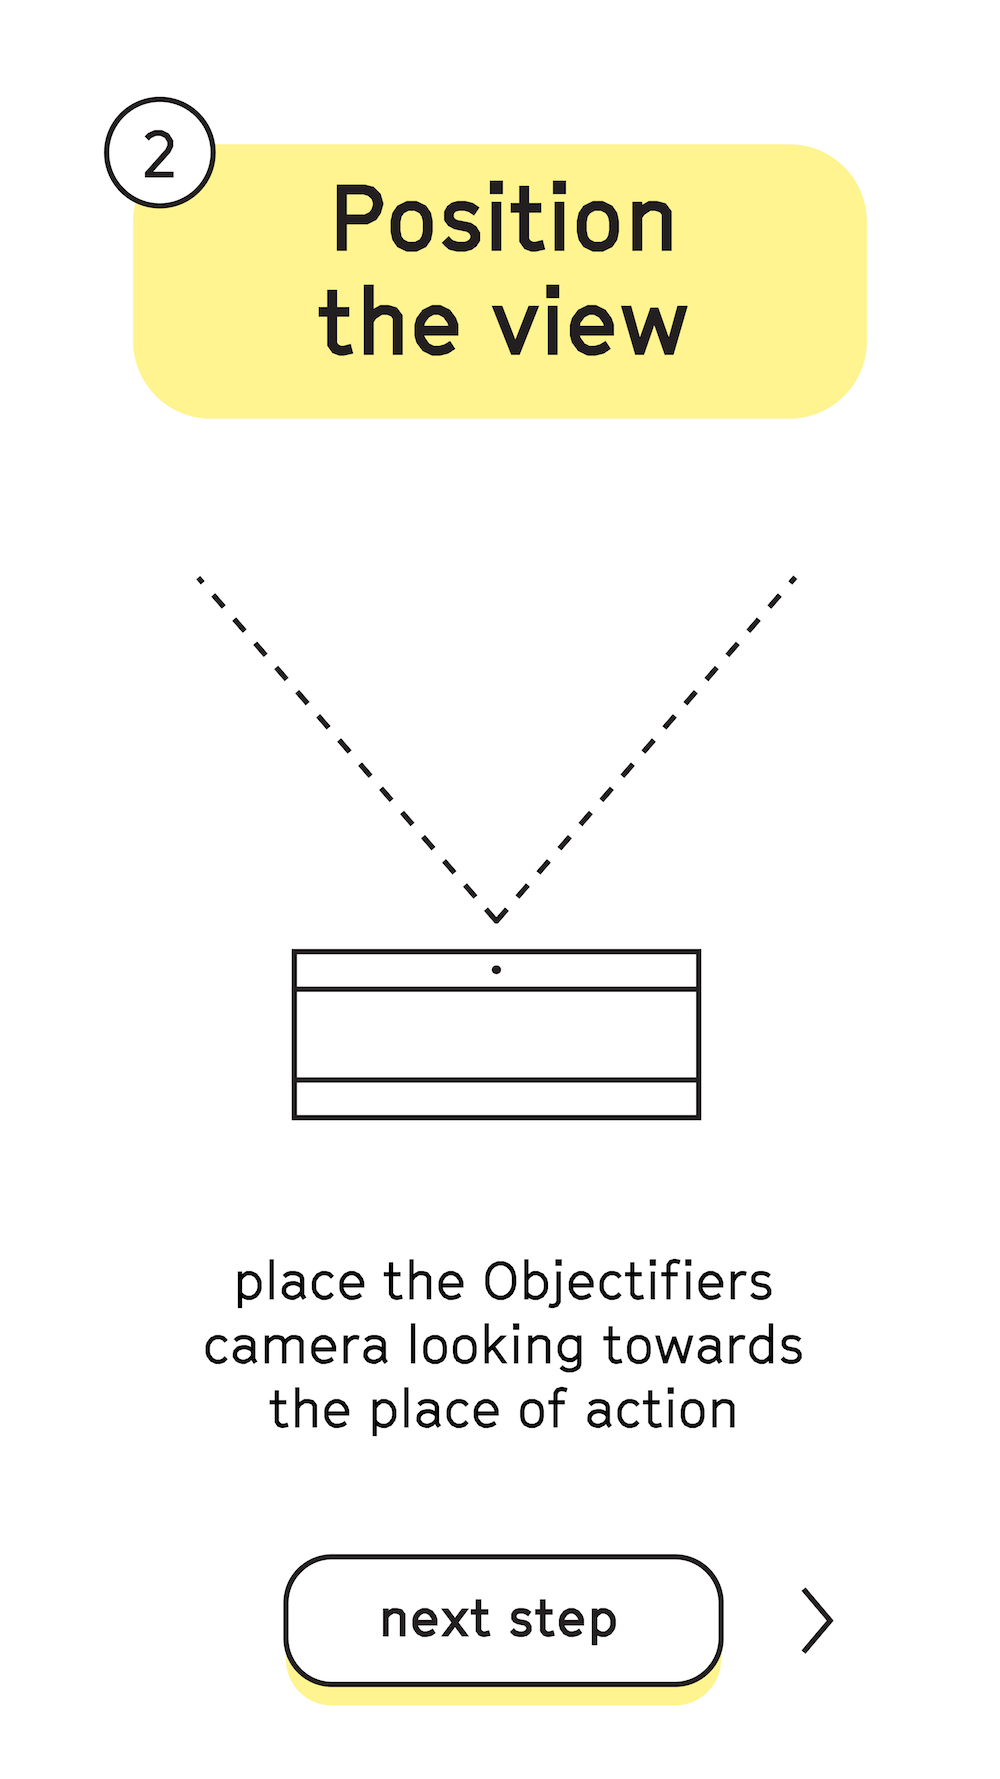 2
Position
the view
place the Objectifiers
camera looking towards
the place of action
next step